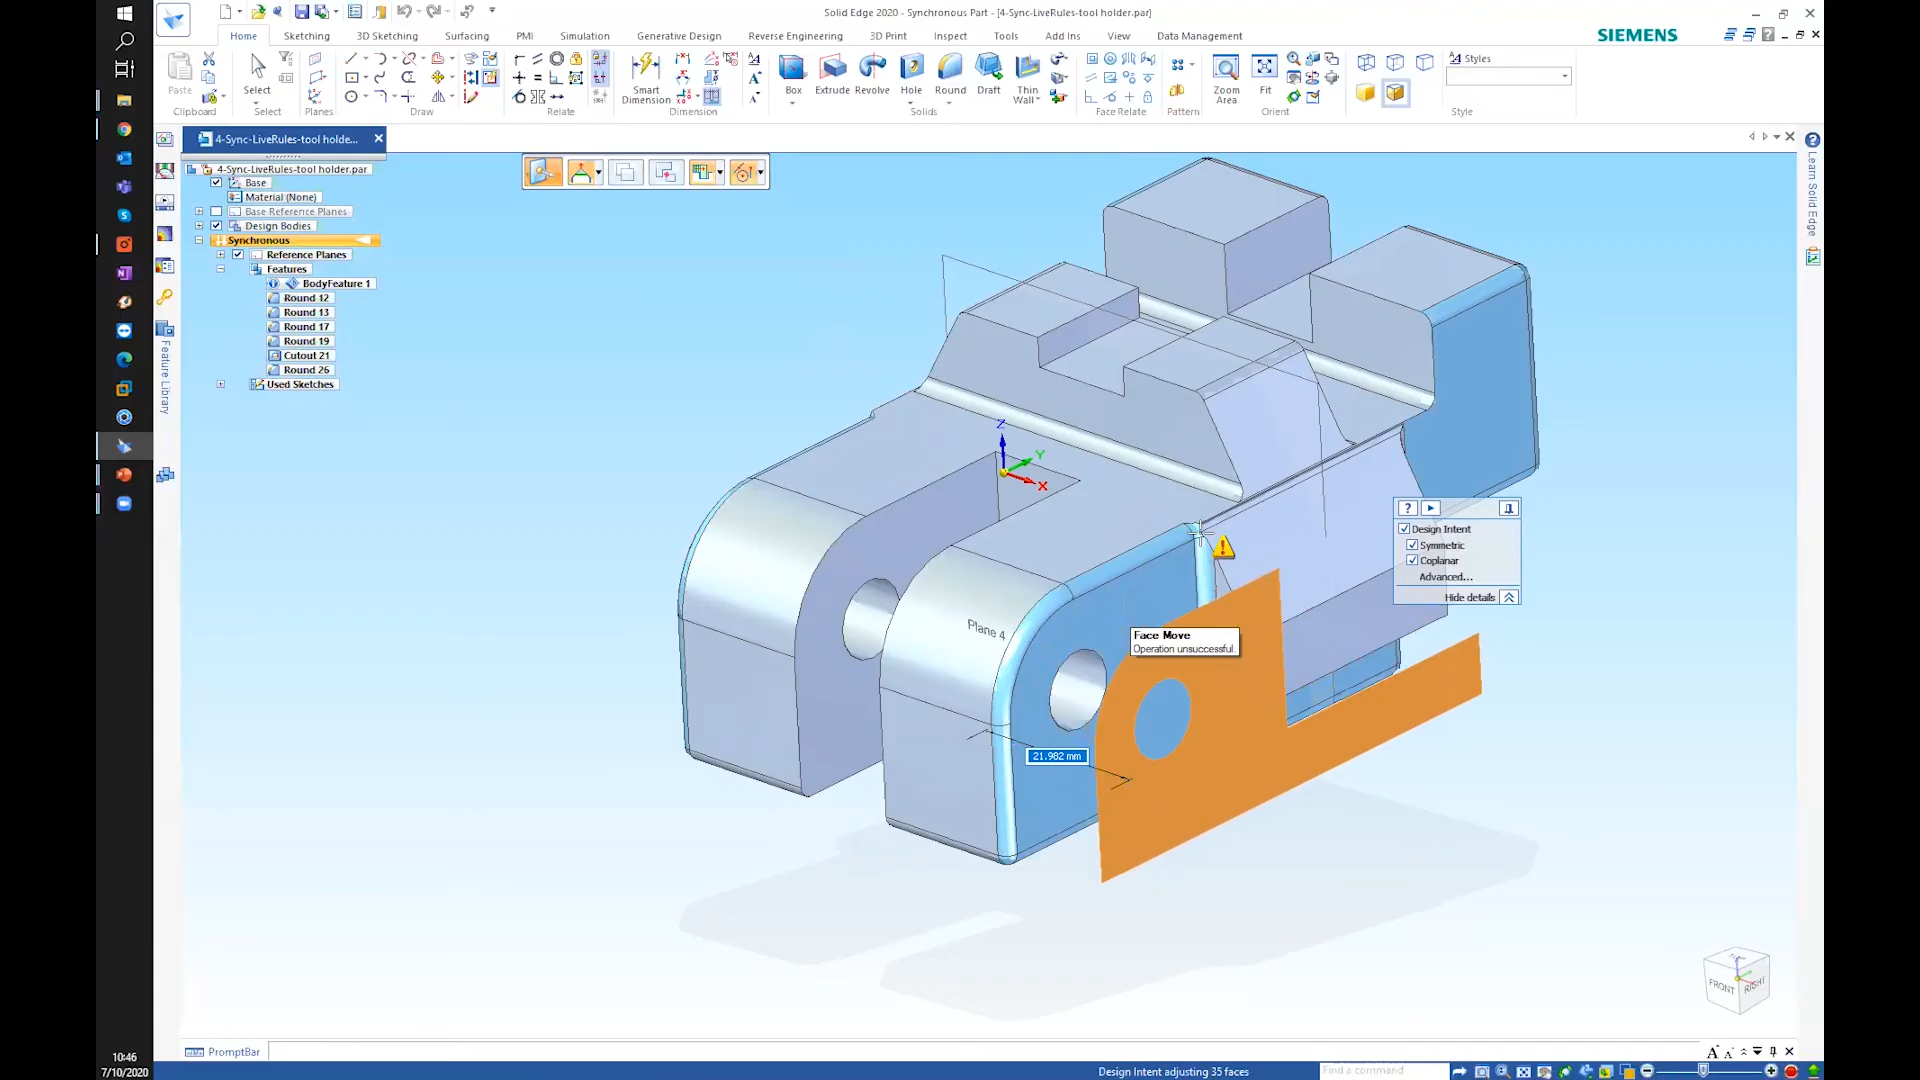 Solid Edge 2020 - Synchronous Part - [4-Sync-LiveRules-tool holder.par]
Home
Sketching
3D Sketching
Surfacing
PMI
Simulation
Generative Design
Reverse Engineering
3D Print
Inspect
Tools
Add Ins
View
Data Management
SIEMENS
Paste
Clipboard
Select
Select
Planes
Draw
Relate
Smart
Dimension
Dimension
Box
Extrude
Revolve
Hole
Round
Draft
Thin
Wall
Solids
Face Relate
Pattern
Zoom
Area
Fit
Orient
Styles
Style
4-Sync-LiveRules-tool holde...
4-Sync-LiveRules-tool holder.par
Base
Material (None)
Base Reference Planes
Design Bodies
Synchronous
Reference Planes
Features
BodyFeature 1
Round 12
Round 13
Round 17
Round 19
Cutout 21
Round 26
Used Sketches
Feature Library
Learn Solid Edge
Z
Y
X
Plane 4
Face Move
Operation unsuccessful.
21.982 mm
Design Intent
Symmetric
Coplanar
Advanced...
Hide details
FRONT
RIGHT
PromptBar
Design Intent adjusting 35 faces
Find a command
10:46
7/10/2020